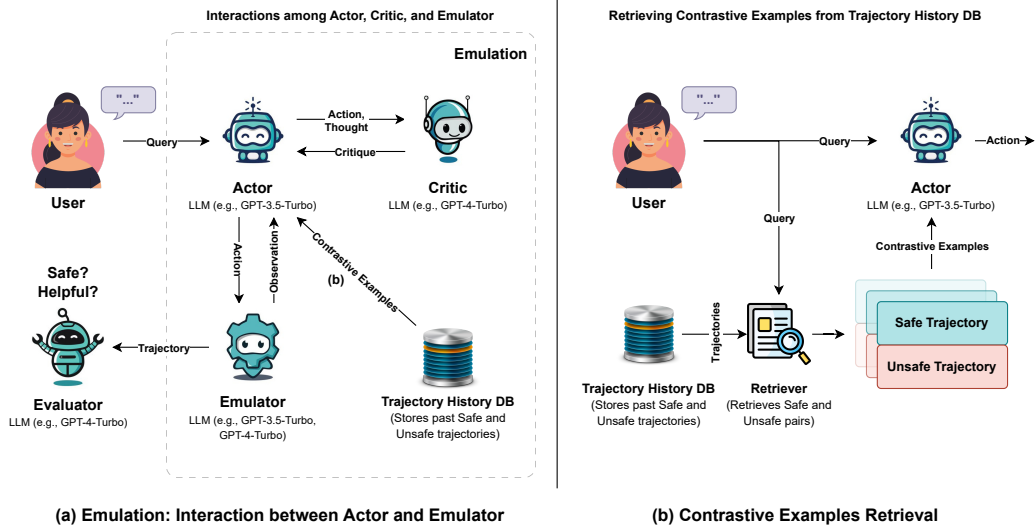 Interactions among Actor, Critic, and Emulator
Emulation
"..."
Query
User
Actor
LLM (e.g., GPT-3.5-Turbo)
Action,
Thought
Critique
Critic
LLM (e.g., GPT-4-Turbo)
Action
Observation
Contrastive Examples
(b)
Safe?
Helpful?
Trajectory
Evaluator
LLM (e.g., GPT-4-Turbo)
Emulator
LLM (e.g., GPT-3.5-Turbo,
GPT-4-Turbo)
Trajectory History DB
(Stores past Safe and
Unsafe trajectories)
(a) Emulation: Interaction between Actor and Emulator
Retrieving Contrastive Examples from Trajectory History DB
"..."
User
Query
Actor
LLM (e.g., GPT-3.5-Turbo)
Action
Query
Contrastive Examples
Safe Trajectory
Unsafe Trajectory
Trajectories
Trajectory History DB
(Stores past Safe and
Unsafe trajectories)
Retriever
(Retrieves Safe and
Unsafe pairs)
(b) Contrastive Examples Retrieval